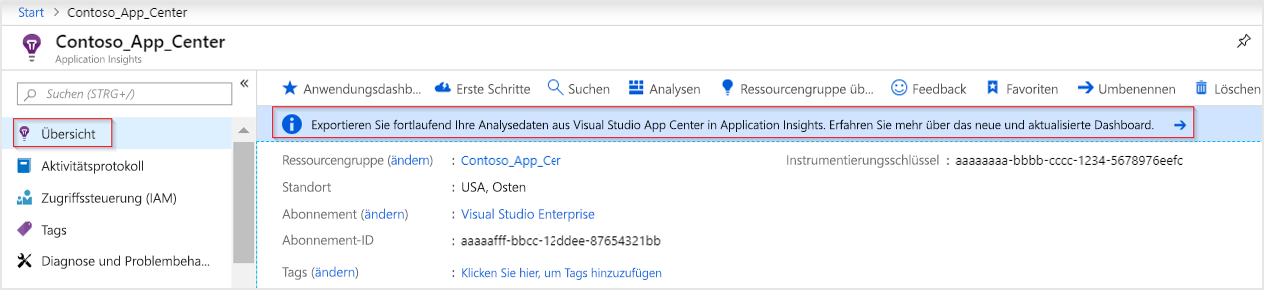 Start > Contoso_App_Center
Contoso_App_Center
Application Insights
Suchen (STRG+/)
«
Übersicht
Aktivitätsprotokoll
Zugriffssteuerung (IAM)
Tags
Diagnose und Problembeha...
Anwendungsdashb... Erste Schritte Suchen Analysen Ressourcengruppe üb... Feedback Favoriten Umbenennen Löschen
Exportieren Sie fortlaufend Ihre Analysedaten aus Visual Studio App Center in Application Insights. Erfahren Sie mehr über das neue und aktualisierte Dashboard. →
Ressourcengruppe (ändern) : Contoso_App_Cer Instrumentierungsschlüssel : aaaaaaaa-bbbb-cccc-1234-5678976eefc
Standort : USA, Osten
Abonnement (ändern) : Visual Studio Enterprise
Abonnement-ID : aaaaafff-bbcc-12ddee-87654321bb
Tags (ändern) : Klicken Sie hier, um Tags hinzuzufügen